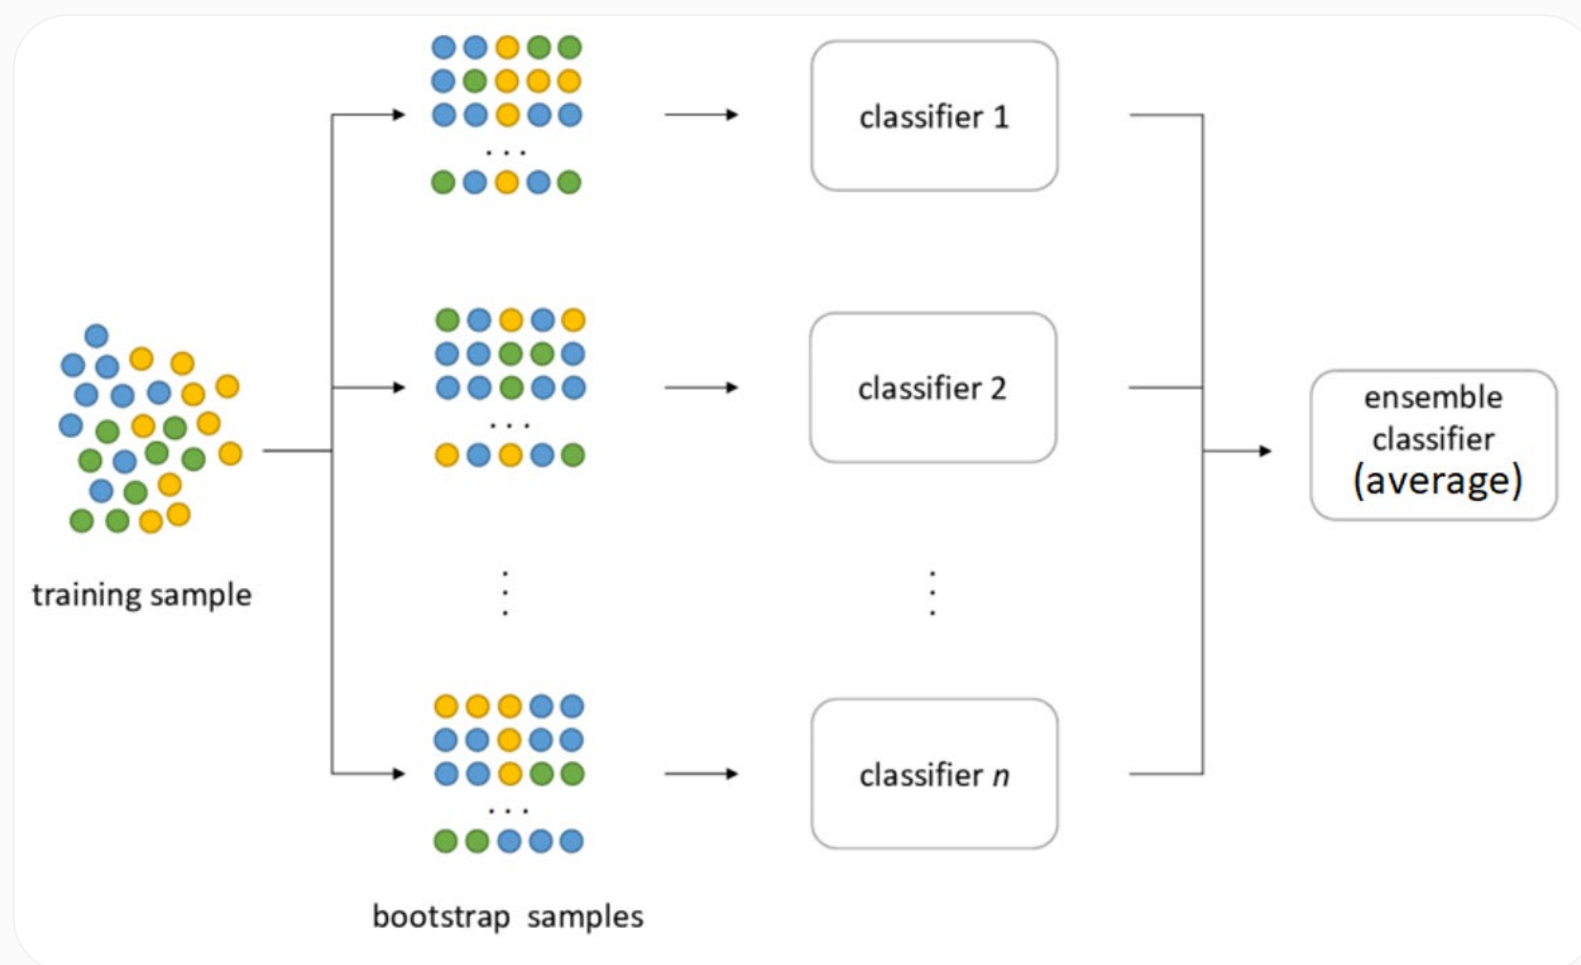 classifier 1
. . .
classifier 2
. . .
training sample
ensemble
classifier
(average)
classifier n
. . .
bootstrap samples